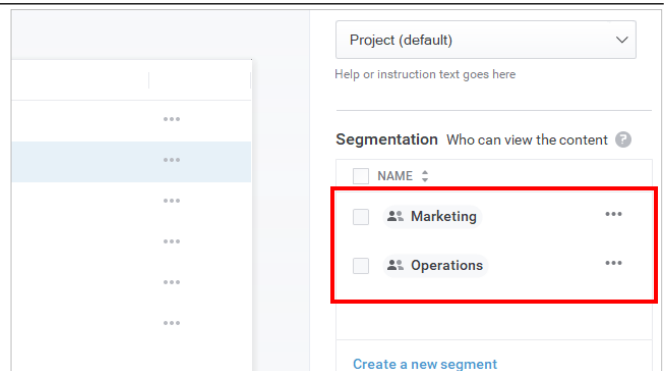 Project (default)
Help or instruction text goes here
Segmentation Who can view the content ?
NAME
Marketing
Operations
Create a new segment